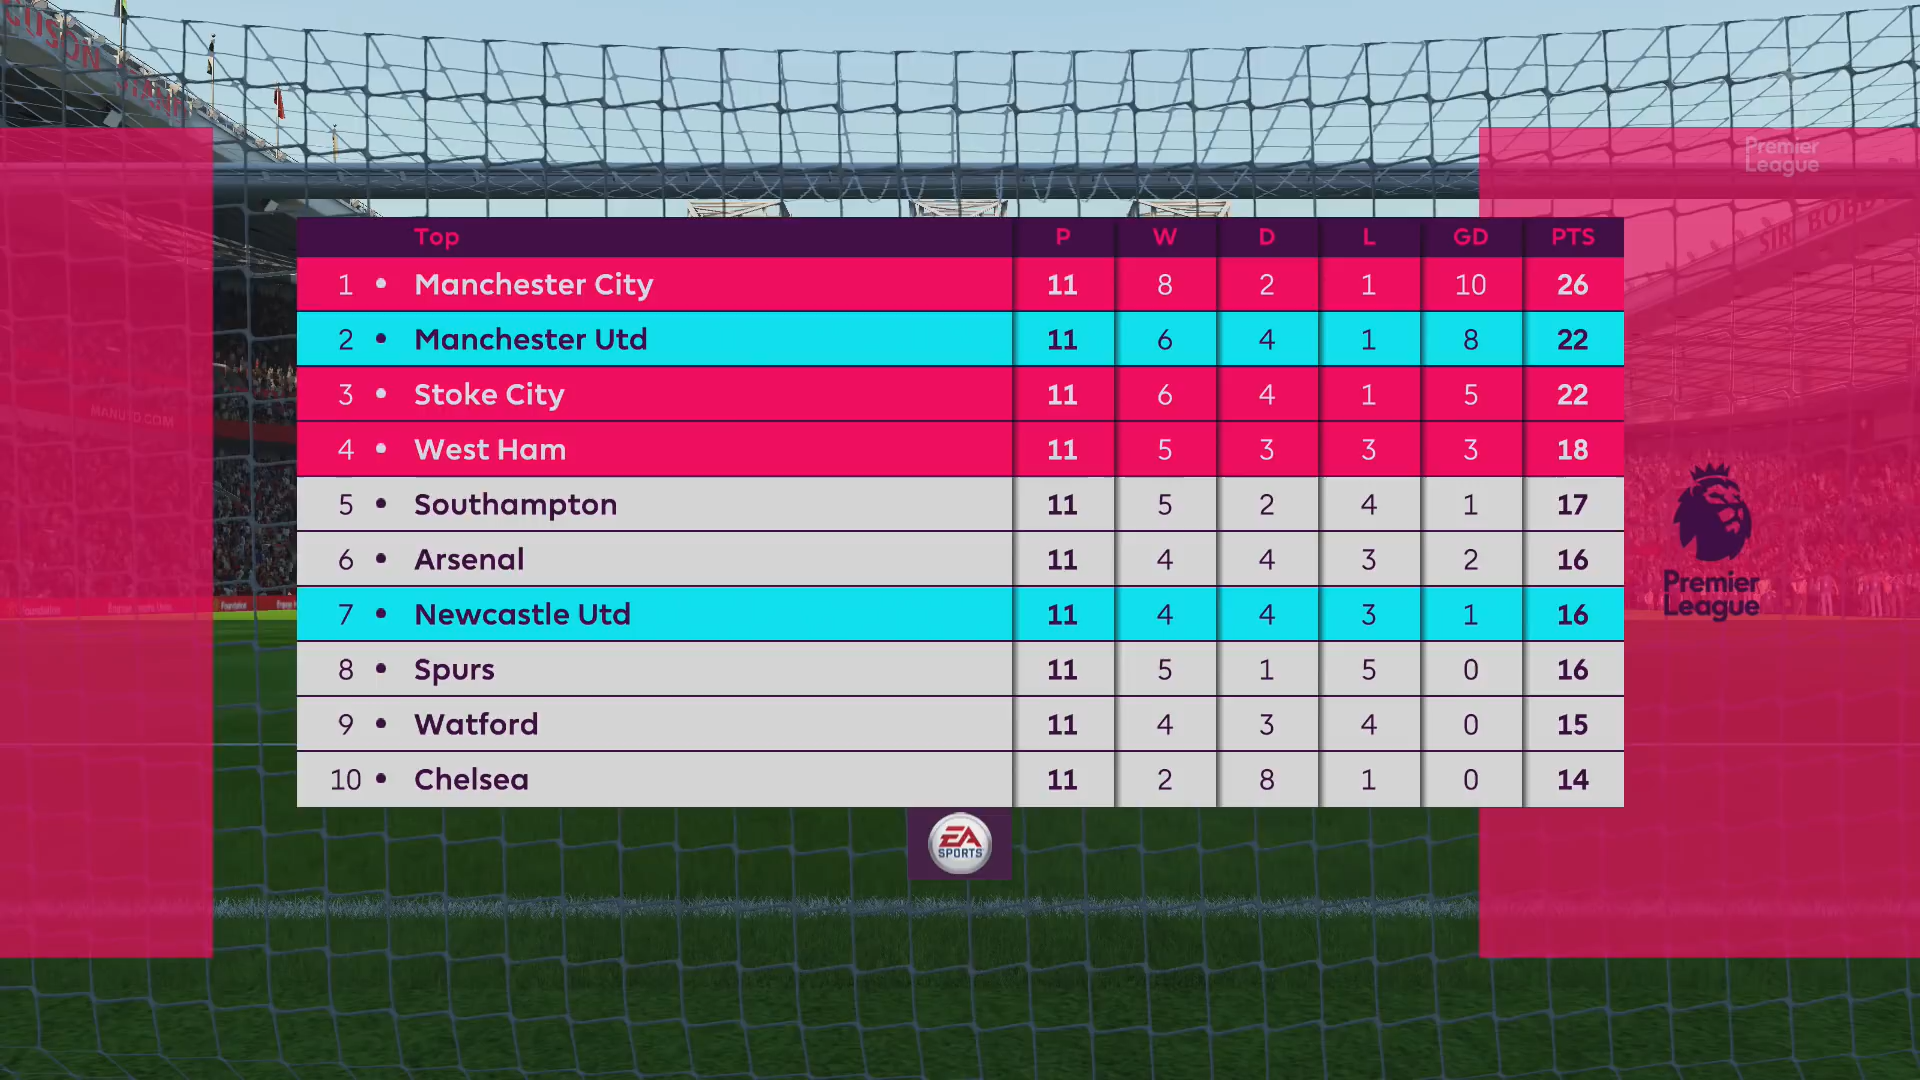 Premier
League
Top P W D L GD PTS
1 • Manchester City 11 8 2 1 10 26
2 • Manchester Utd 11 6 4 1 8 22
3 • Stoke City 11 6 4 1 5 22
4 • West Ham 11 5 3 3 3 18
5 • Southampton 11 5 2 4 1 17
6 • Arsenal 11 4 4 3 2 16
7 • Newcastle Utd 11 4 4 3 1 16
8 • Spurs 11 5 1 5 0 16
9 • Watford 11 4 3 4 0 15
10 • Chelsea 11 2 8 1 0 14
Premier
League
EA
SPORTS
MANUTD.COM
SIR BOBBY